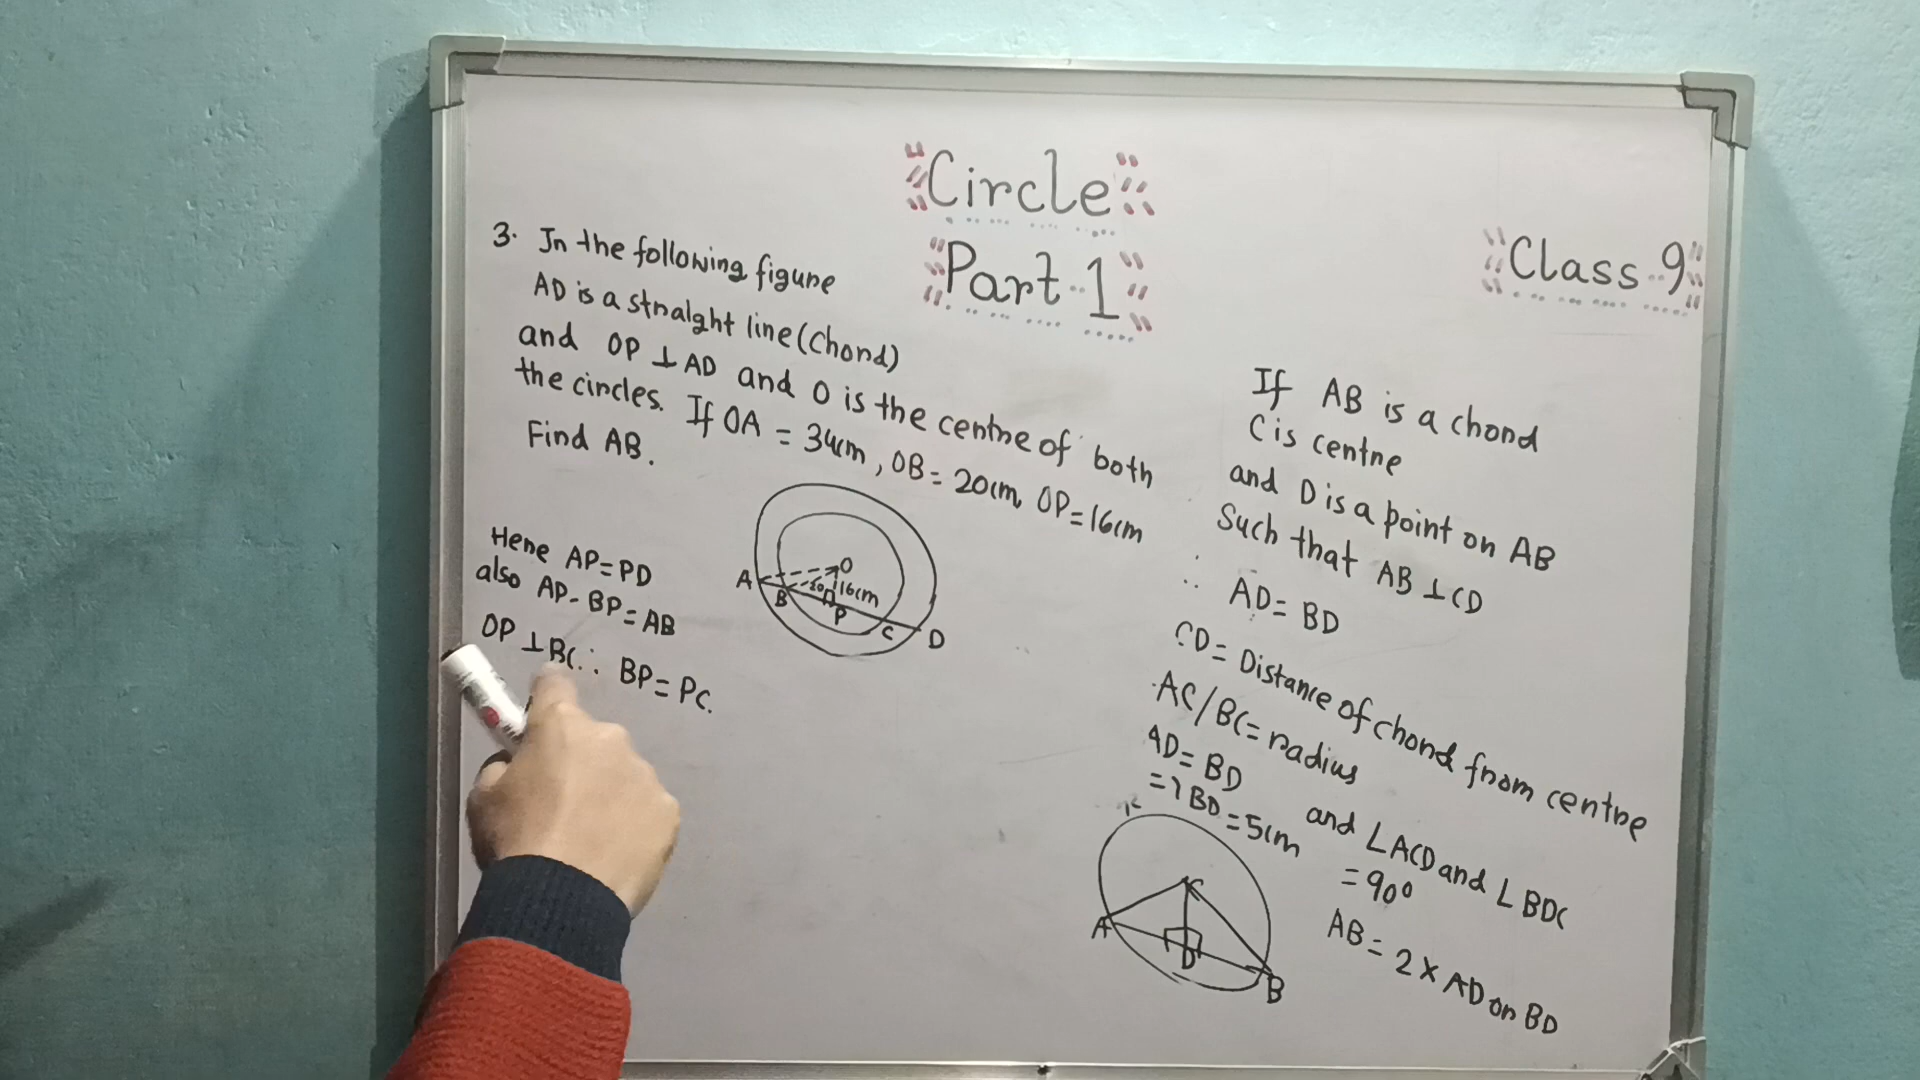 Circle
Part-1
Class 9
3. In the following figure
AD is a stralght line (Chord)
and OP ⊥ AD and O is the centre of both
the circles. If OA = 34cm, OB = 20cm, OP = 16cm
Find AB.
Here AP = PD
also AP - BP = AB
OP ⊥ BC ∴ BP = PC.
O
A
20
16cm
B
P
C
D
If AB is a chord
C is centre
and D is a point on AB
Such that AB ⊥ CD
∴ AD = BD
CD = Distance of chord from centre
AC/BC = radius
AD = BD
=> BD = 5cm
and ∠ACD and ∠BDC
= 90°
AB = 2 × AD or BD
C
A
D
B